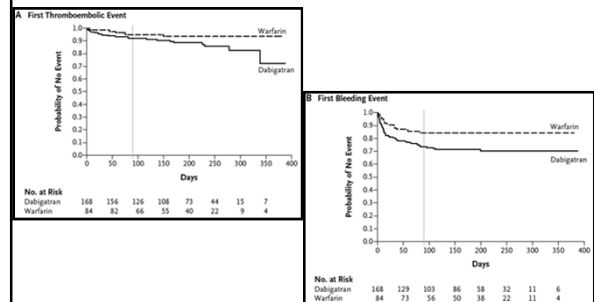 A First Thromboembolic Event
Probability of No Event
1.0
0.9
0.8
0.7
0.6
0.5
0.4
0.3
0.2
0.1
0.0
Warfarin
Dabigatran
0 50 100 150 200 250 300 350 400
Days
No. at Risk
Dabigatran 168 156 126 108 73 44 15 7
Warfarin 84 82 66 55 40 22 9 4
B First Bleeding Event
Probability of No Event
1.0
0.9
0.8
0.7
0.6
0.5
0.4
0.3
0.2
0.1
0.0
Warfarin
Dabigatran
0 50 100 150 200 250 300 350 400
Days
No. at Risk
Dabigatran 168 129 103 86 58 32 11 6
Warfarin 84 73 56 50 38 22 11 4